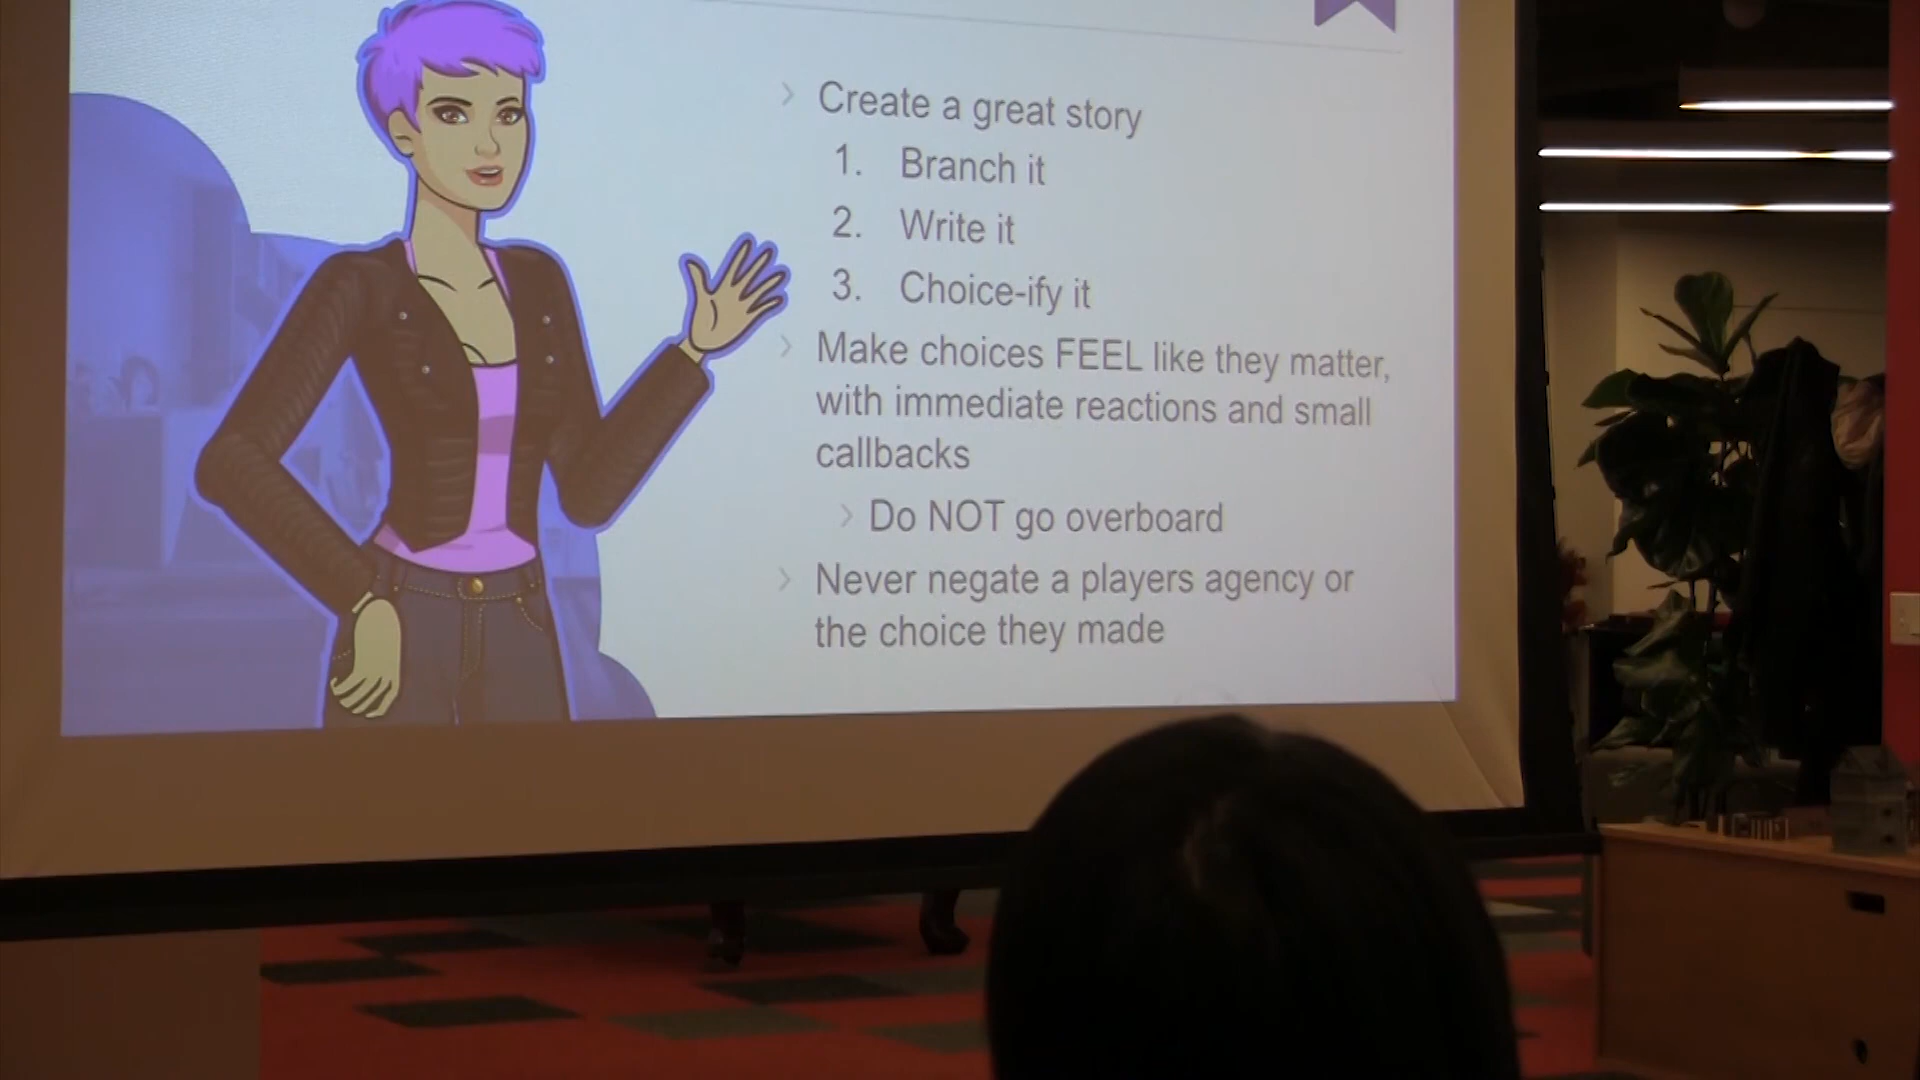 Create a great story
1. Branch it
2. Write it
3. Choice-ify it
Make choices FEEL like they matter,
with immediate reactions and small
callbacks
Do NOT go overboard
Never negate a players agency or
the choice they made